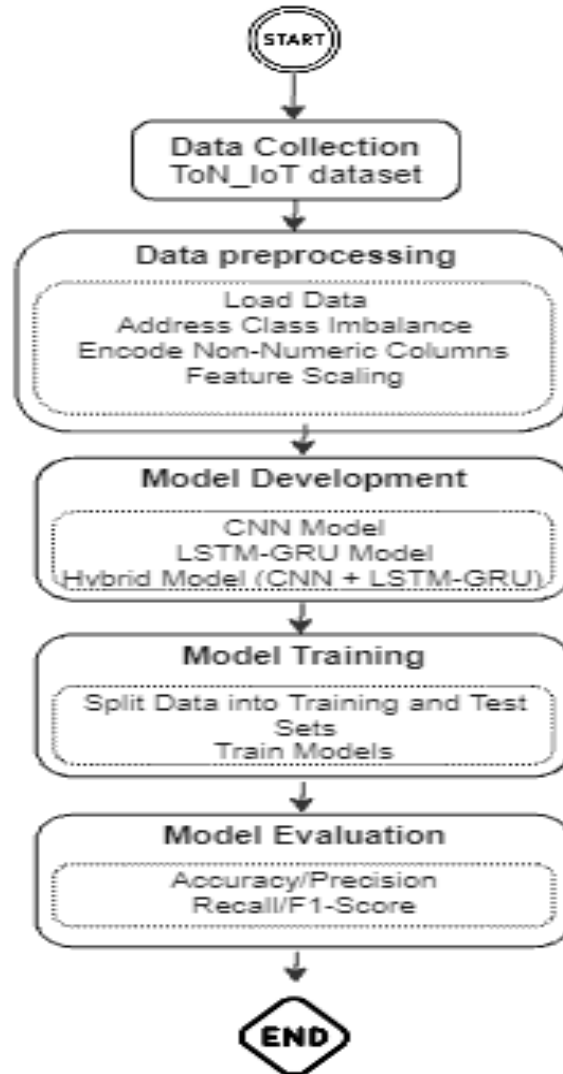 START
Data Collection
ToN_IoT dataset
Data preprocessing
Load Data
Address Class Imbalance
Encode Non-Numeric Columns
Feature Scaling
Model Development
CNN Model
LSTM-GRU Model
Hybrid Model (CNN + LSTM-GRU)
Model Training
Split Data into Training and Test
Sets
Train Models
Model Evaluation
Accuracy/Precision
Recall/F1-Score
END